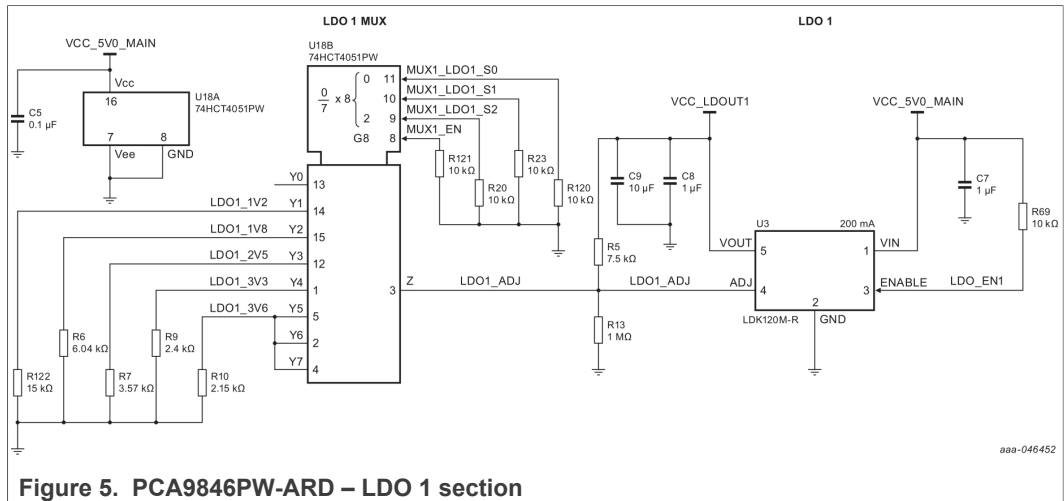 LDO 1 MUX
LDO 1
VCC_5V0_MAIN
Vcc
16
U18A
74HCT4051PW
C5
0.1 µF
7
8
Vee
GND
U18B
74HCT4051PW
0
7
x 8
0
2
G8
11
10
9
8
MUX1_LDO1_S0
MUX1_LDO1_S1
MUX1_LDO1_S2
MUX1_EN
R121
10 kΩ
R20
10 kΩ
R23
10 kΩ
R120
10 kΩ
Y0
13
LDO1_1V2
Y1
14
LDO1_1V8
Y2
15
LDO1_2V5
Y3
12
LDO1_3V3
Y4
1
LDO1_3V6
Y5
5
Y6
2
Y7
4
3
Z
LDO1_ADJ
LDO1_ADJ
R6
6.04 kΩ
R9
2.4 kΩ
R122
15 kΩ
R7
3.57 kΩ
R10
2.15 kΩ
VCC_LDOUT1
VCC_5V0_MAIN
C9
10 µF
C8
1 µF
C7
1 µF
R69
10 kΩ
R5
7.5 kΩ
R13
1 MΩ
U3
200 mA
VOUT
5
1
VIN
ADJ
4
3
ENABLE
LDO_EN1
2
LDK120M-R
GND
aaa-046452
Figure 5. PCA9846PW-ARD – LDO 1 section